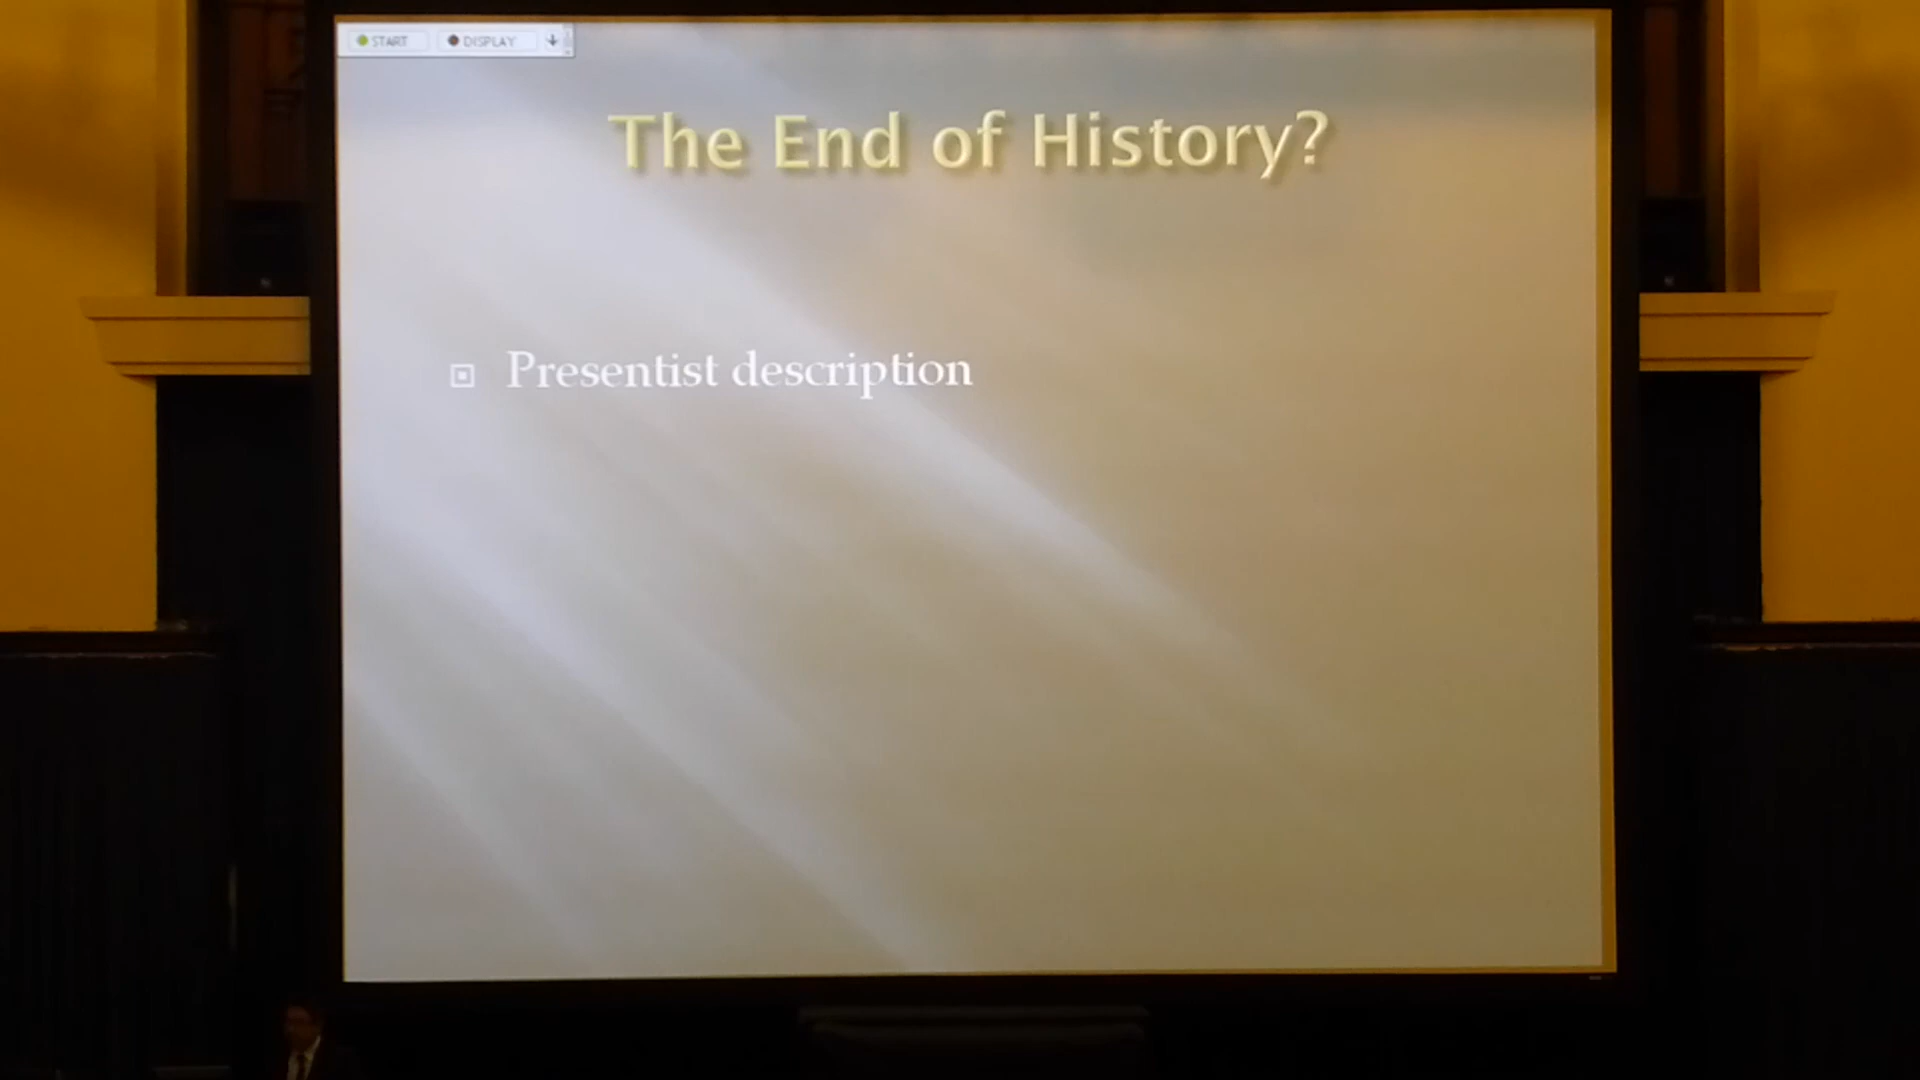 START DISPLAY
The End of History?
Presentist description